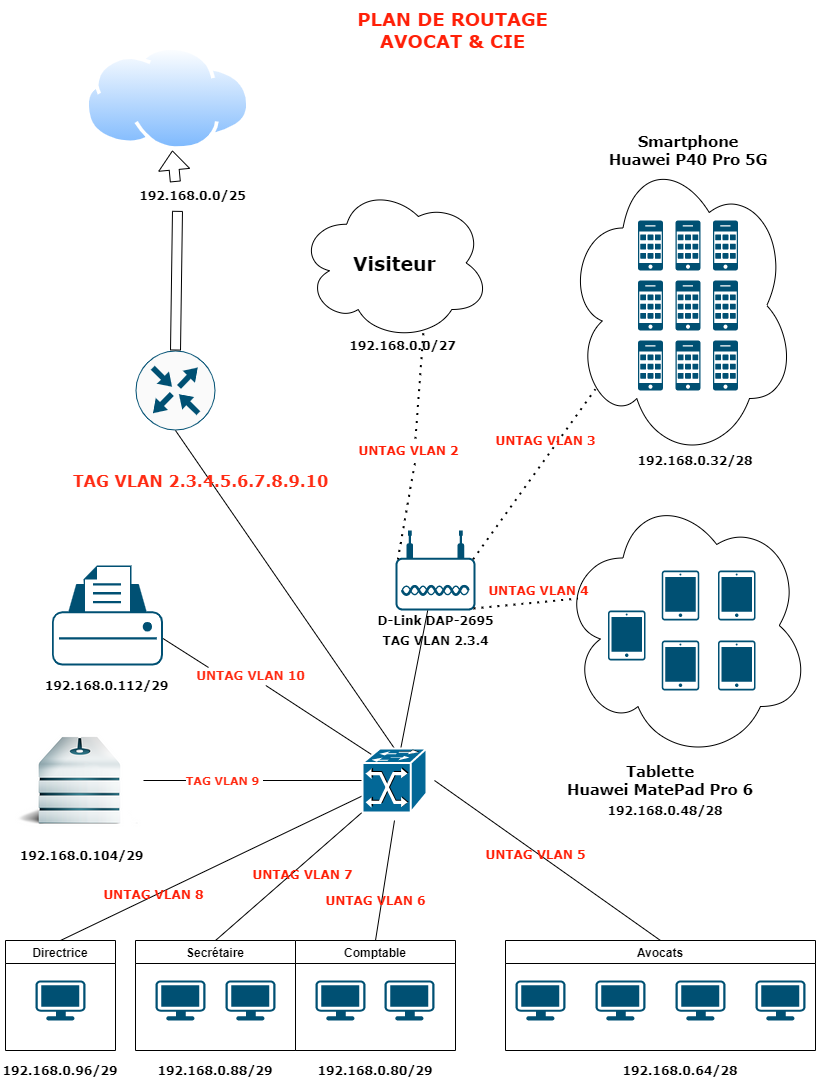 PLAN DE ROUTAGE
AVOCAT & CIE
Smartphone
Huawei P40 Pro 5G
192.168.0.0/25
Visiteur
192.168.0.0/27
UNTAG VLAN 2
UNTAG VLAN 3
192.168.0.32/28
TAG VLAN 2.3.4.5.6.7.8.9.10
UNTAG VLAN 4
D-Link DAP-2695
TAG VLAN 2.3.4
UNTAG VLAN 10
192.168.0.112/29
Tablette
Huawei MatePad Pro 6
192.168.0.48/28
TAG VLAN 9
192.168.0.104/29
UNTAG VLAN 5
UNTAG VLAN 7
UNTAG VLAN 8
UNTAG VLAN 6
Directrice
Secrétaire
Comptable
Avocats
192.168.0.96/29
192.168.0.88/29
192.168.0.80/29
192.168.0.64/28